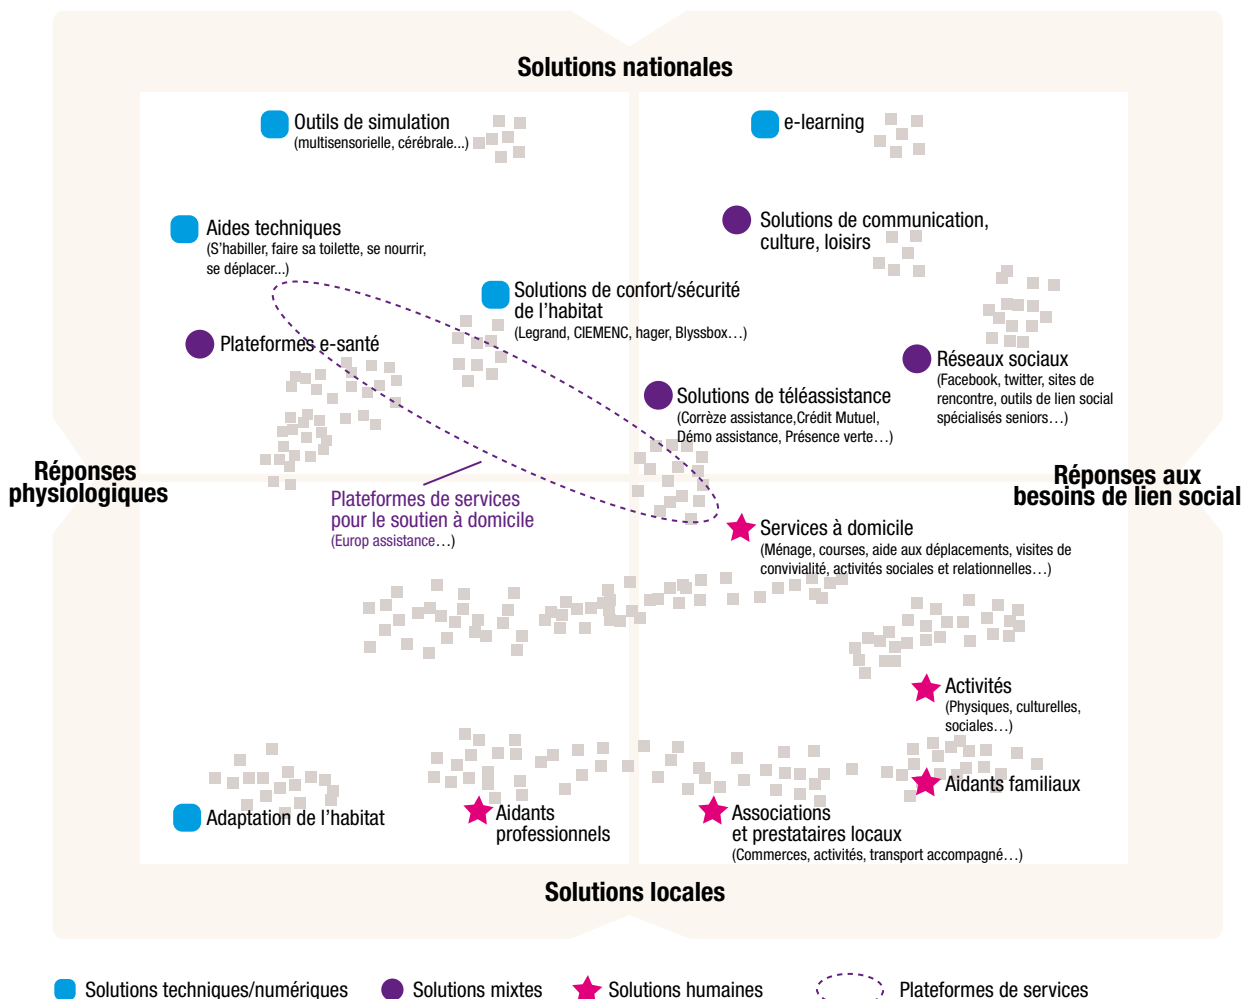 Solutions nationales
Outils de simulation
(multisensorielle, cérébrale...)
e-learning
Aides techniques
(S'habiller, faire sa toilette, se nourrir,
se déplacer...)
Solutions de communication,
culture, loisirs
Solutions de confort/sécurité
de l'habitat
(Legrand, CIEMENC, hager, Blyssbox…)
Plateformes e-santé
Réseaux sociaux
(Facebook, twitter, sites de
rencontre, outils de lien social
spécialisés seniors…)
Solutions de téléassistance
(Corrèze assistance,Crédit Mutuel,
Démo assistance, Présence verte…)
Réponses
physiologiques
Réponses aux
besoins de lien social
Plateformes de services
pour le soutien à domicile
(Europ assistance…)
Services à domicile
(Ménage, courses, aide aux déplacements, visites de
convivialité, activités sociales et relationnelles…)
Activités
(Physiques, culturelles,
sociales…)
Aidants familiaux
Adaptation de l'habitat
Aidants
professionnels
Associations
et prestataires locaux
(Commerces, activités, transport accompagné…)
Solutions locales
Solutions techniques/numériques
Solutions mixtes
Solutions humaines
Plateformes de services